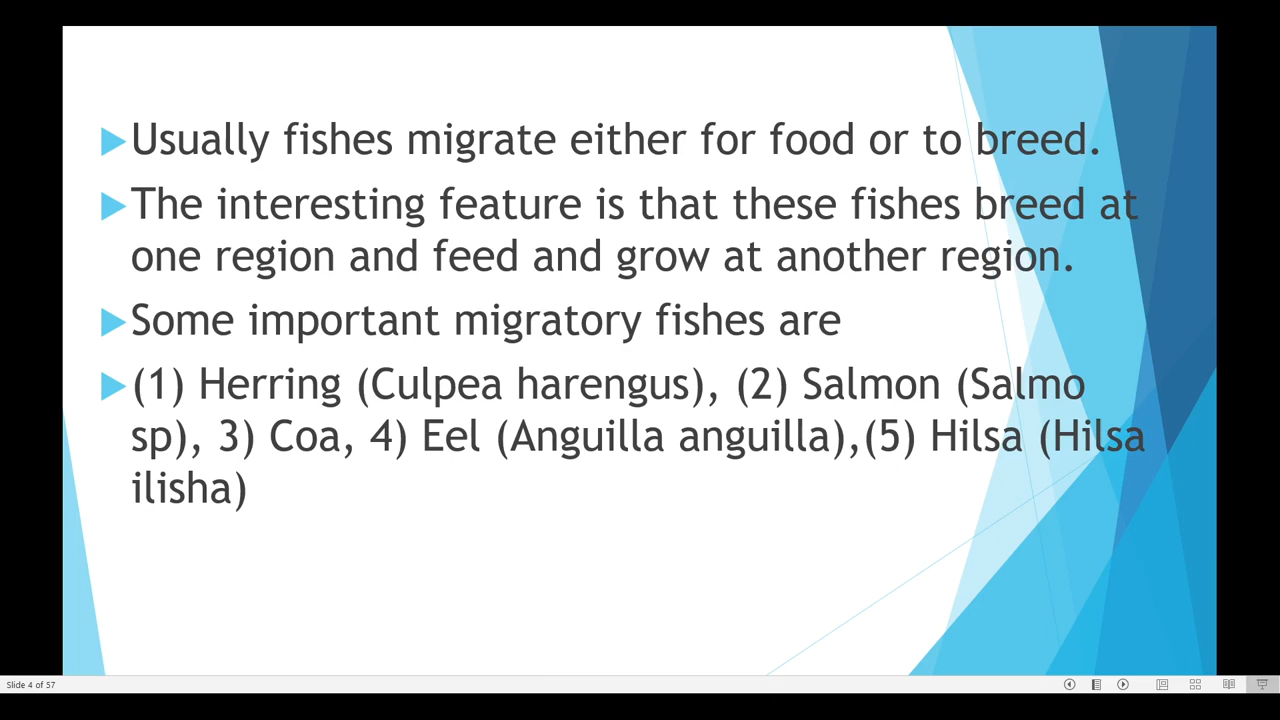 Usually fishes migrate either for food or to breed.
The interesting feature is that these fishes breed at
one region and feed and grow at another region.
Some important migratory fishes are
(1) Herring (Culpea harengus), (2) Salmon (Salmo
sp), 3) Coa, 4) Eel (Anguilla anguilla),(5) Hilsa (Hilsa
ilisha)
Slide 4 of 57